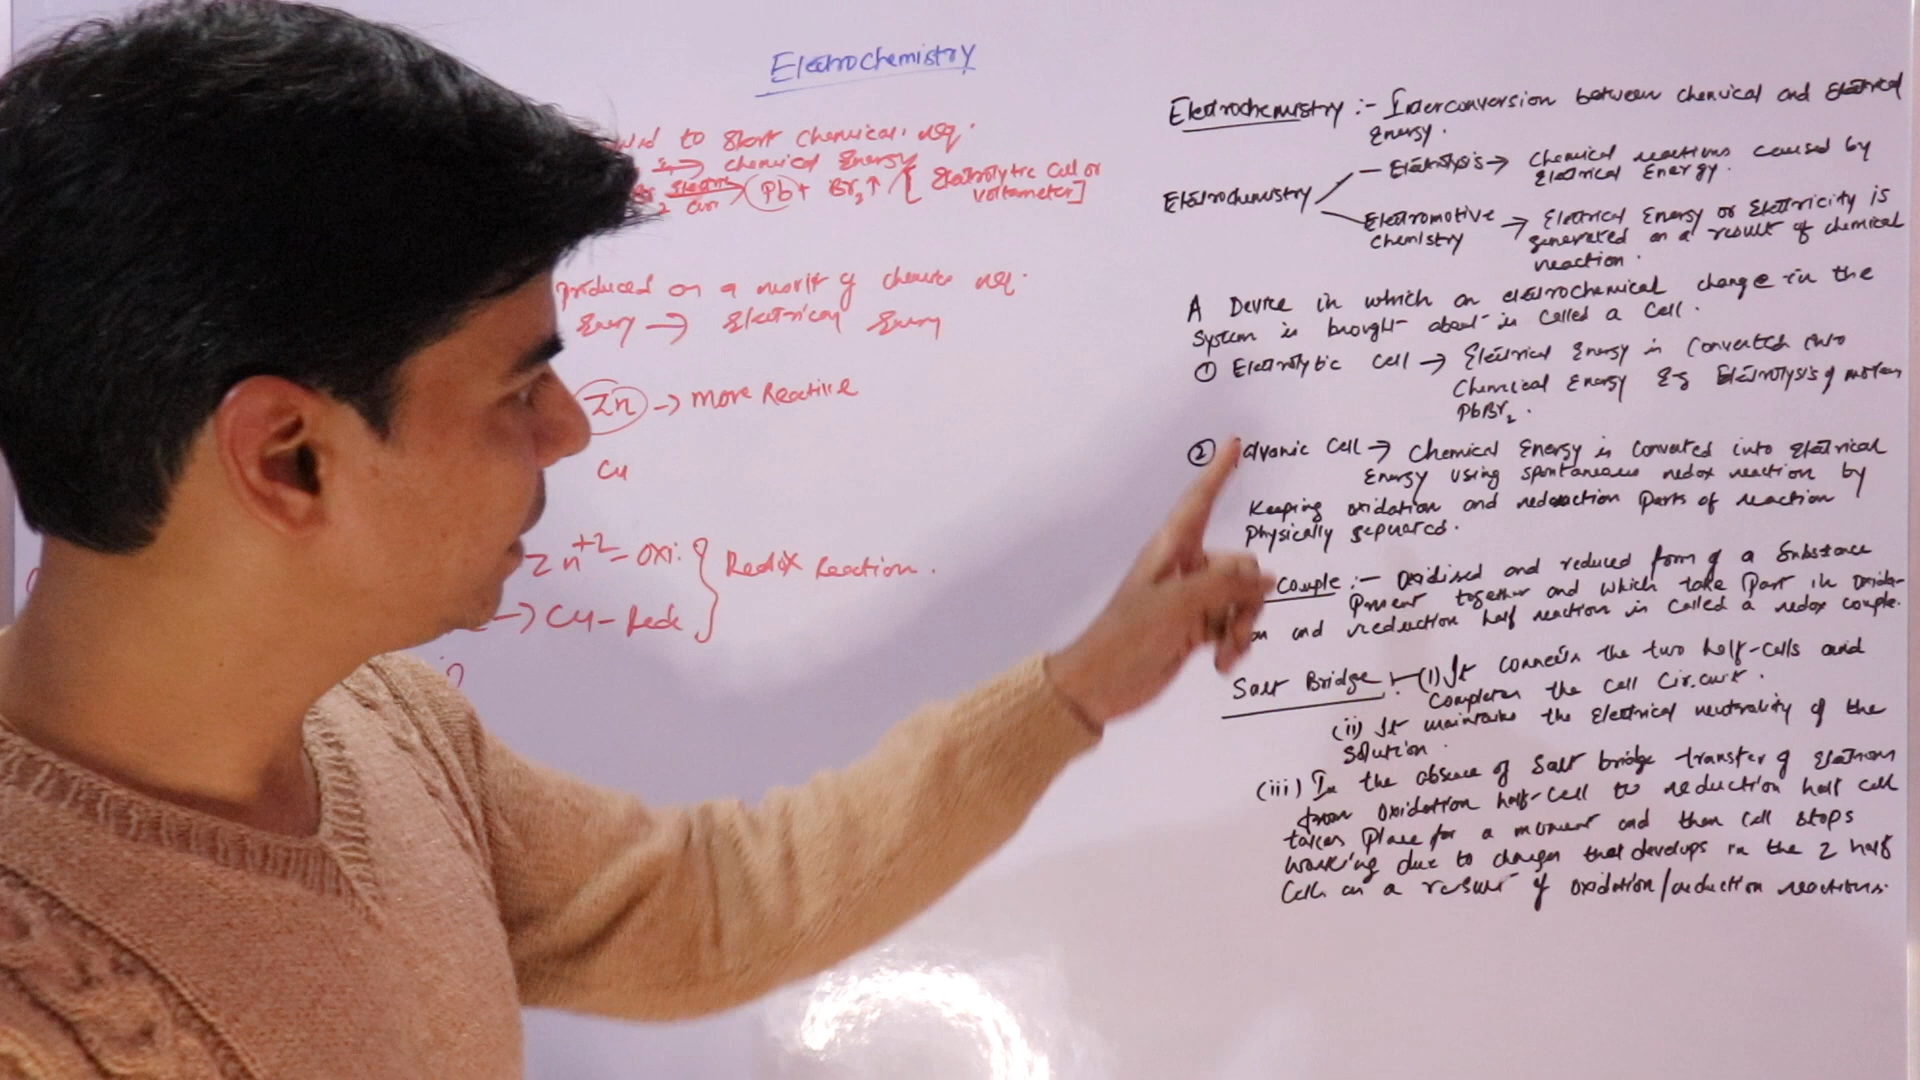 Electrochemistry
to start chemical req.
→ chemical Energy
Br2 Electric Curr → Pb + Br2↑ [Electrolytic Cell or
voltameter]
produced as a result of chemical req.
Energy → Electrical Energy
Zn → More Reactive
Cu
Zn+2 - oxi. } Redox Reaction.
→ Cu - Redc
Electrochemistry :- Interconversion between chemical and Electrical
Energy.
Electrochemistry
Electrolysis → Chemical reactions caused by
Electrical Energy.
Electromotive → Electrical Energy or Electricity is
chemistry generated as a result of chemical
reaction.
A Device in which an electrochemical change in the
System is brought about is called a Cell.
① Electrolytic Cell → Electrical Energy is Converted into
Chemical Energy Eg Electrolysis of molten
PbBr2.
② alvanic Cell → Chemical Energy is Converted into Electrical
Energy using spontaneous redox reaction by
Keeping oxidation and reduction Parts of reaction
Physically separated.
couple :- Oxidised and reduced form of a Substance
Present together and which take Part in Oxida-
on and reduction half reaction is called a redox couple.
Salt Bridge :- (i) It connects the two half-cells and
Completes the Cell Circuit.
(ii) It maintains the Electrical neutrality of the
Solution.
(iii) In the absence of Salt bridge transfer of Electrons
from Oxidation half-cell to reduction half cell
takes Place for a moment and then Cell stops
working due to charges that develops in the 2 half
Cells as a result of oxidation/reduction reactions.